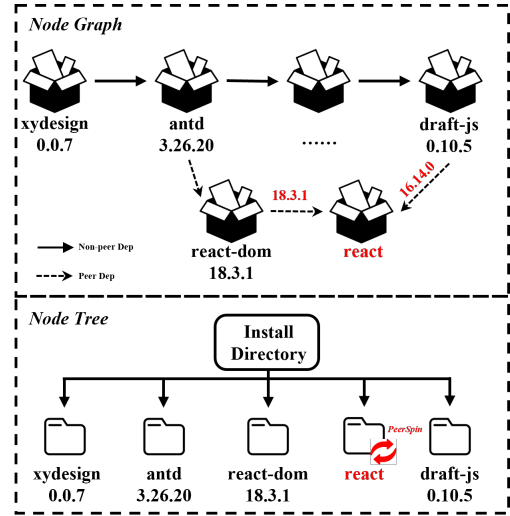 Node Graph
xydesign
0.0.7
antd
3.26.20
......
draft-js
0.10.5
18.3.1
16.14.0
react-dom
18.3.1
react
Non-peer Dep
Peer Dep
Node Tree
Install
Directory
PeerSpin
xydesign
0.0.7
antd
3.26.20
react-dom
18.3.1
react
draft-js
0.10.5